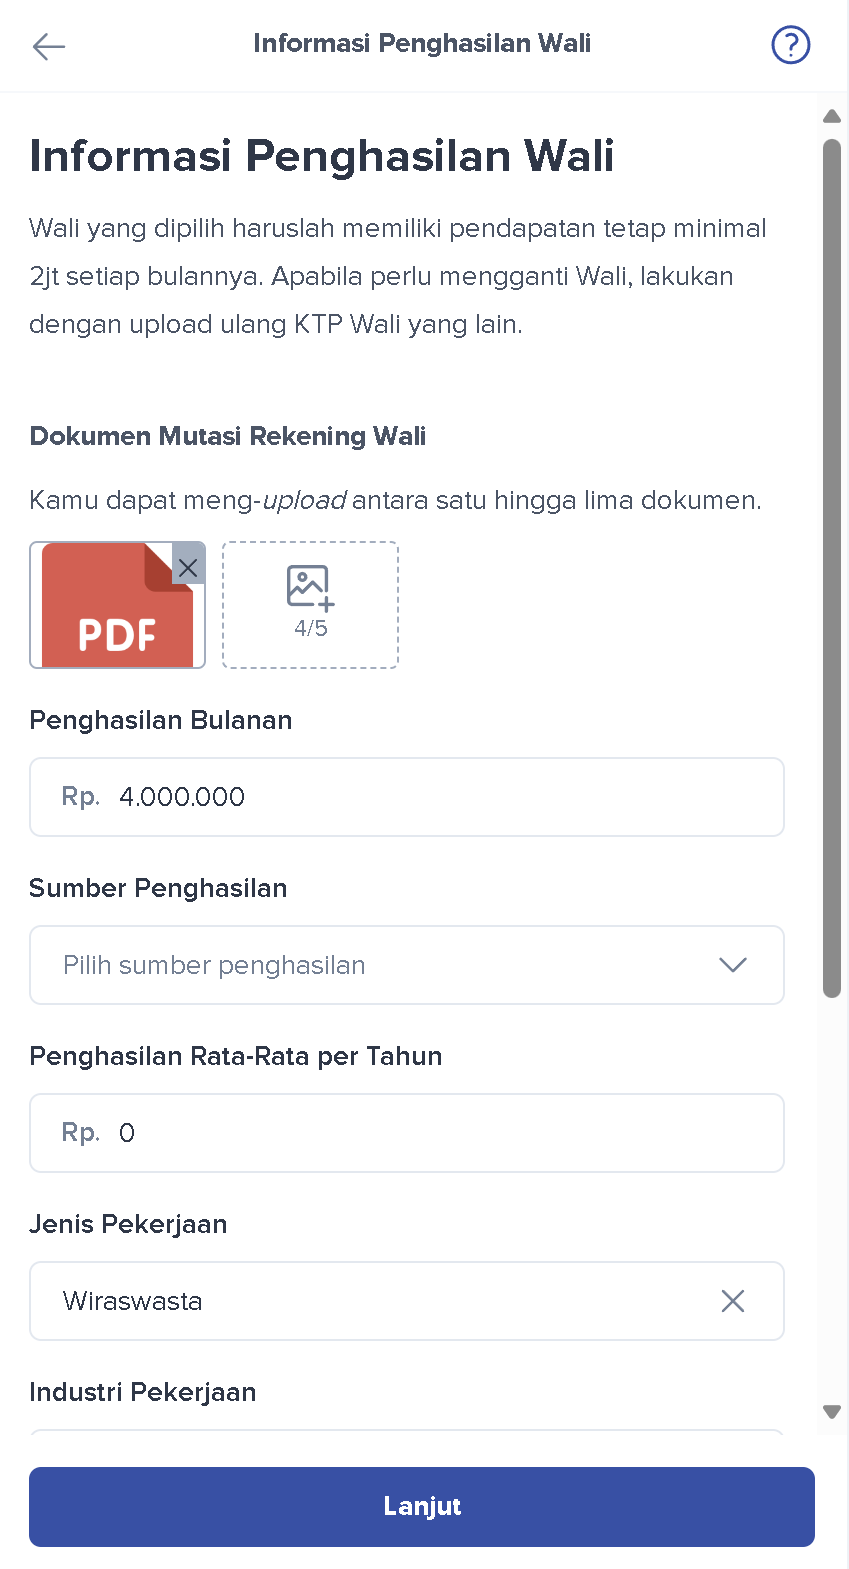 Informasi Penghasilan Wali
Informasi Penghasilan Wali
Wali yang dipilih haruslah memiliki pendapatan tetap minimal
2jt setiap bulannya. Apabila perlu mengganti Wali, lakukan
dengan upload ulang KTP Wali yang lain.
Dokumen Mutasi Rekening Wali
Kamu dapat meng-upload antara satu hingga lima dokumen.
PDF
4/5
Penghasilan Bulanan
Rp. 4.000.000
Sumber Penghasilan
Pilih sumber penghasilan
Penghasilan Rata-Rata per Tahun
Rp. 0
Jenis Pekerjaan
Wiraswasta
Industri Pekerjaan
Lanjut